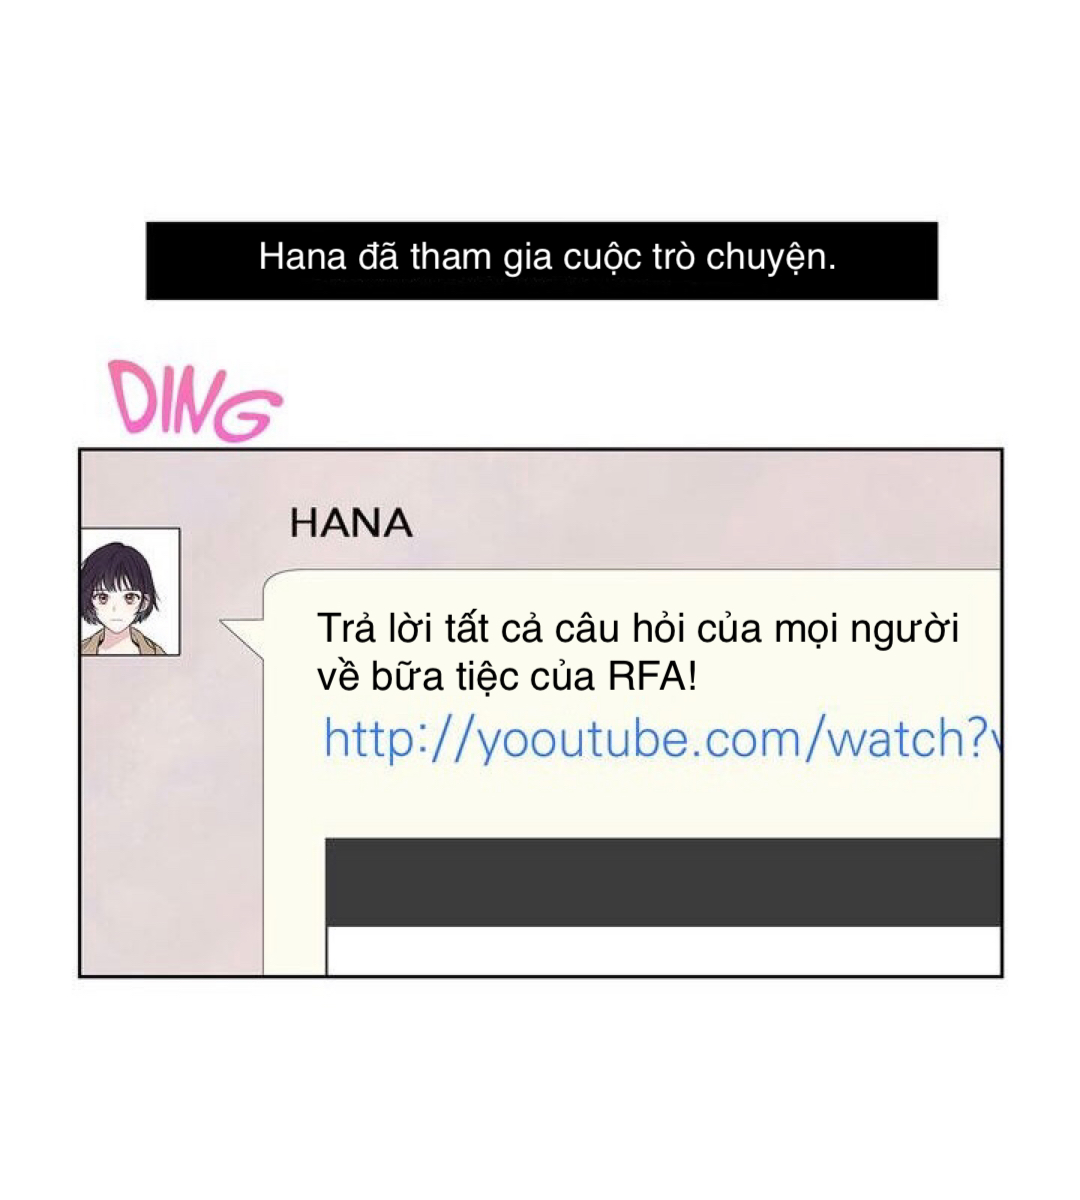 Hana đã tham gia cuộc trò chuyện.
DING
HANA
Trả lời tất cả câu hỏi của mọi người
về bữa tiệc của RFA!
http://yooutube.com/watch?v